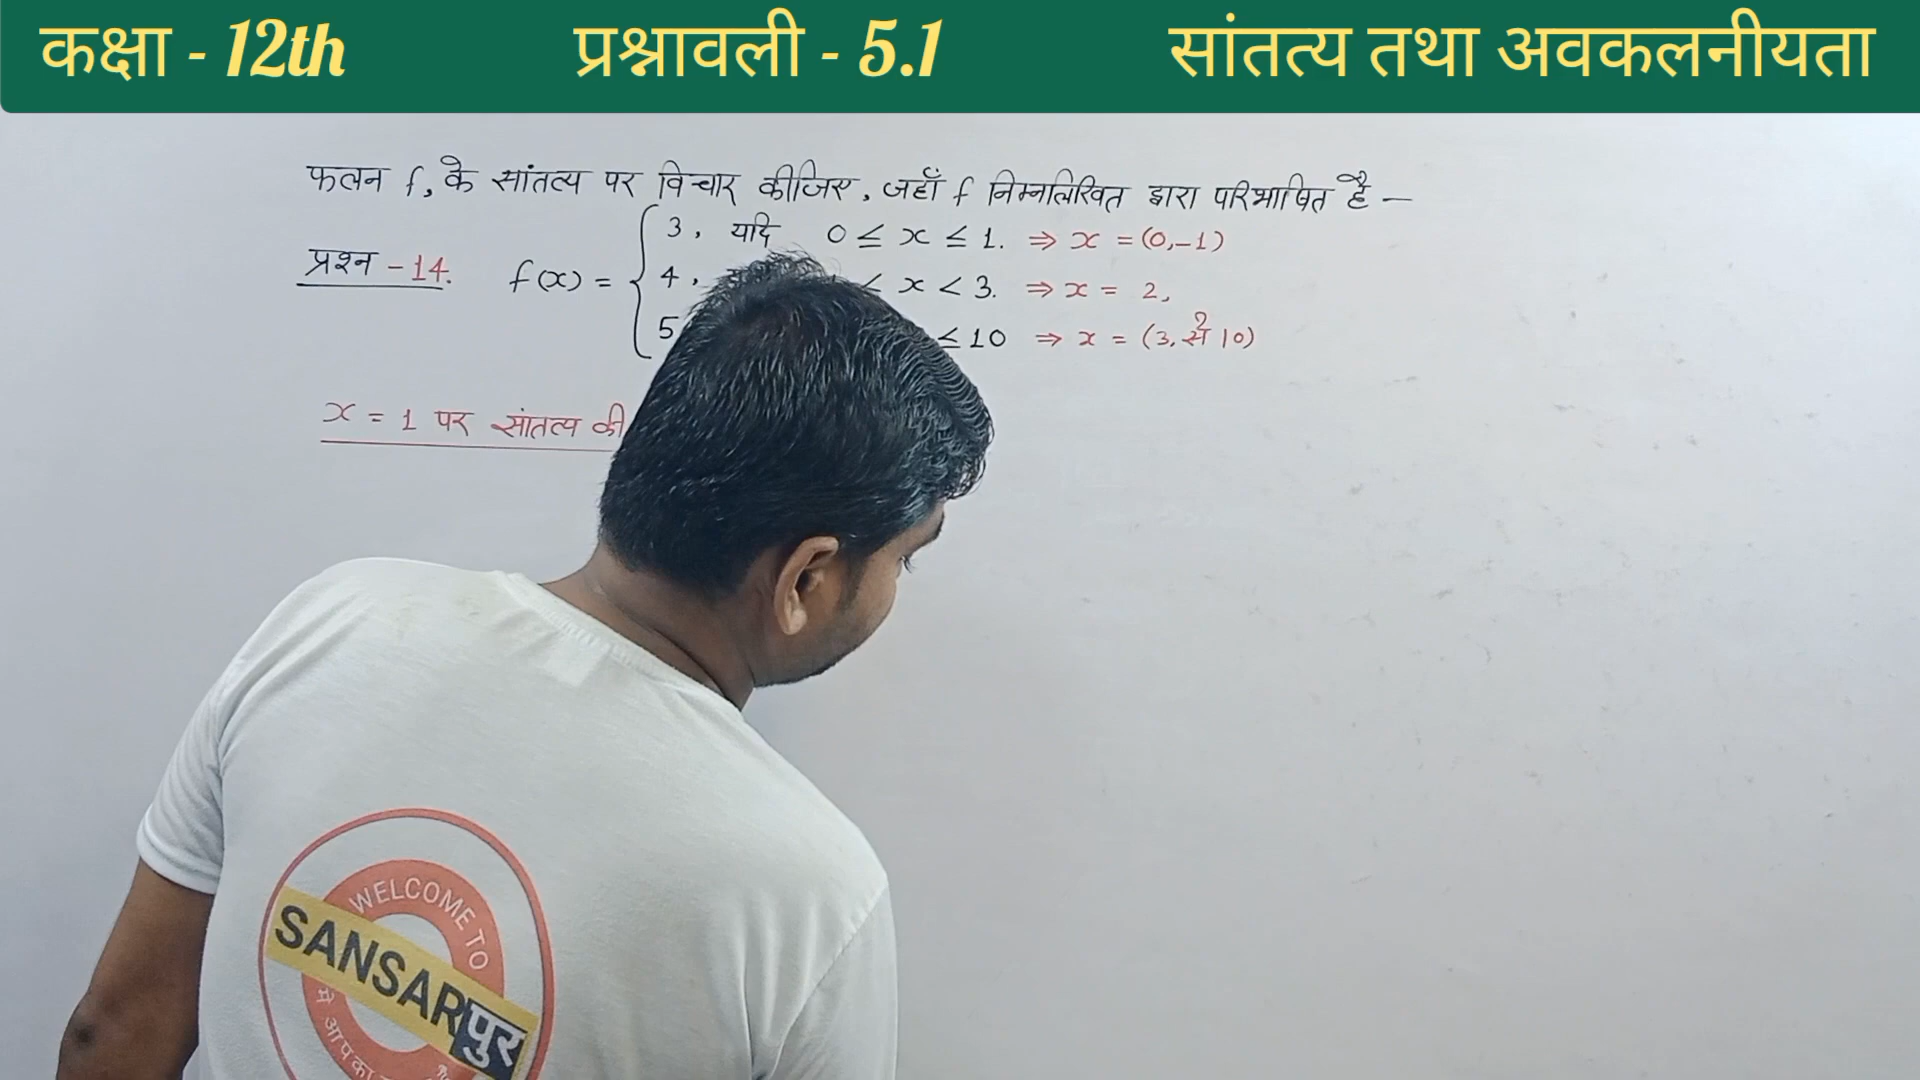 कक्षा - 12th प्रश्नावली - 5.1 सांतत्य तथा अवकलनीयता
फलन f, के सांतत्य पर विचार कीजिए, जहाँ f निम्नलिखित द्वारा परिभाषित है —
3, यदि 0 ≤ x ≤ 1. ⇒ x = (0,-1)
प्रश्न - 14. f(x) = 4, < x < 3. ⇒ x = 2,
5 ≤ 10 ⇒ x = (3, से 10)
x = 1 पर सांतत्य की
WELCOME TO
SANSARपुर
में आपका